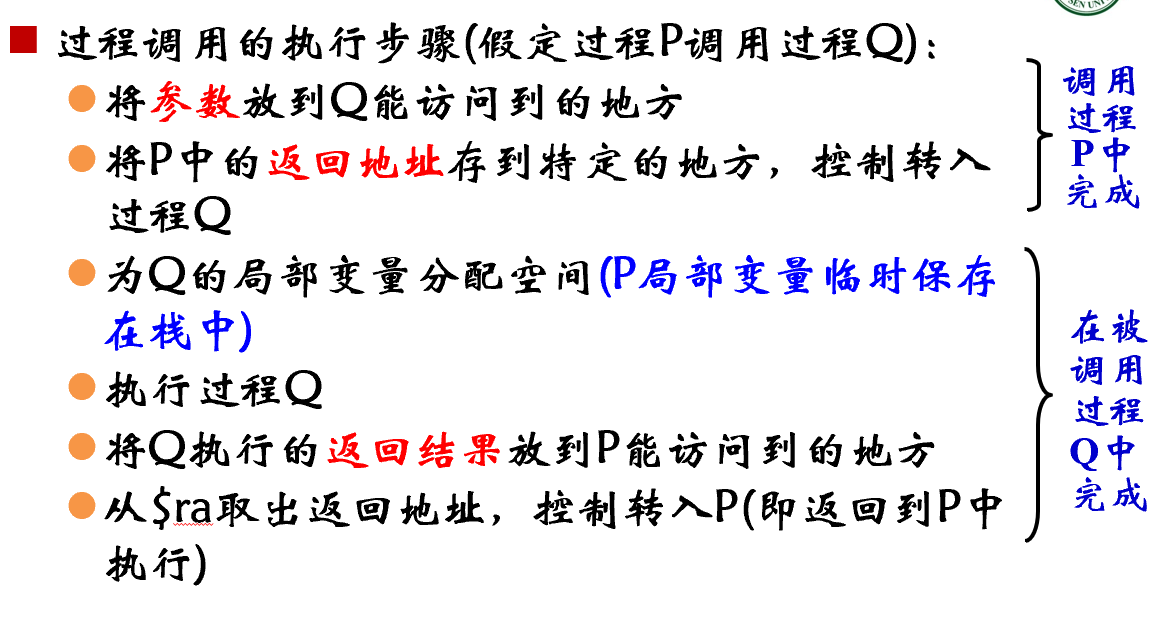 SEN UNI
过程调用的执行步骤(假定过程P调用过程Q)：
将参数放到Q能访问到的地方
将P中的返回地址存到特定的地方，控制转入
过程Q
调用
过程
P中
完成
为Q的局部变量分配空间(P局部变量临时保存
在栈中)
执行过程Q
将Q执行的返回结果放到P能访问到的地方
从$ra取出返回地址，控制转入P(即返回到P中
执行)
在被
调用
过程
Q中
完成